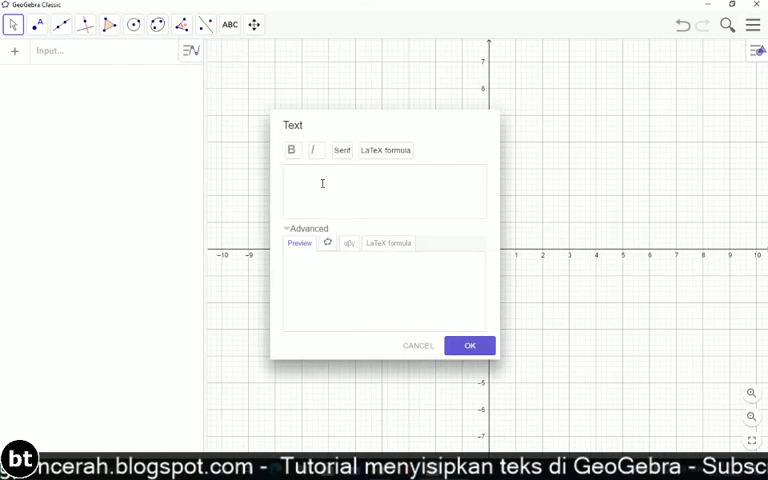 GeoGebra Classic
ABC
Input...
Text
B I Serif LaTeX formula
Advanced
Preview αβγ LaTeX formula
CANCEL OK
7
6
-10 -9 1 2 3 4 5 6 7 8 9 10
-5
-6
-7
bt
ncerah.blogspot.com - Tutorial menyisipkan teks di GeoGebra - Subsc